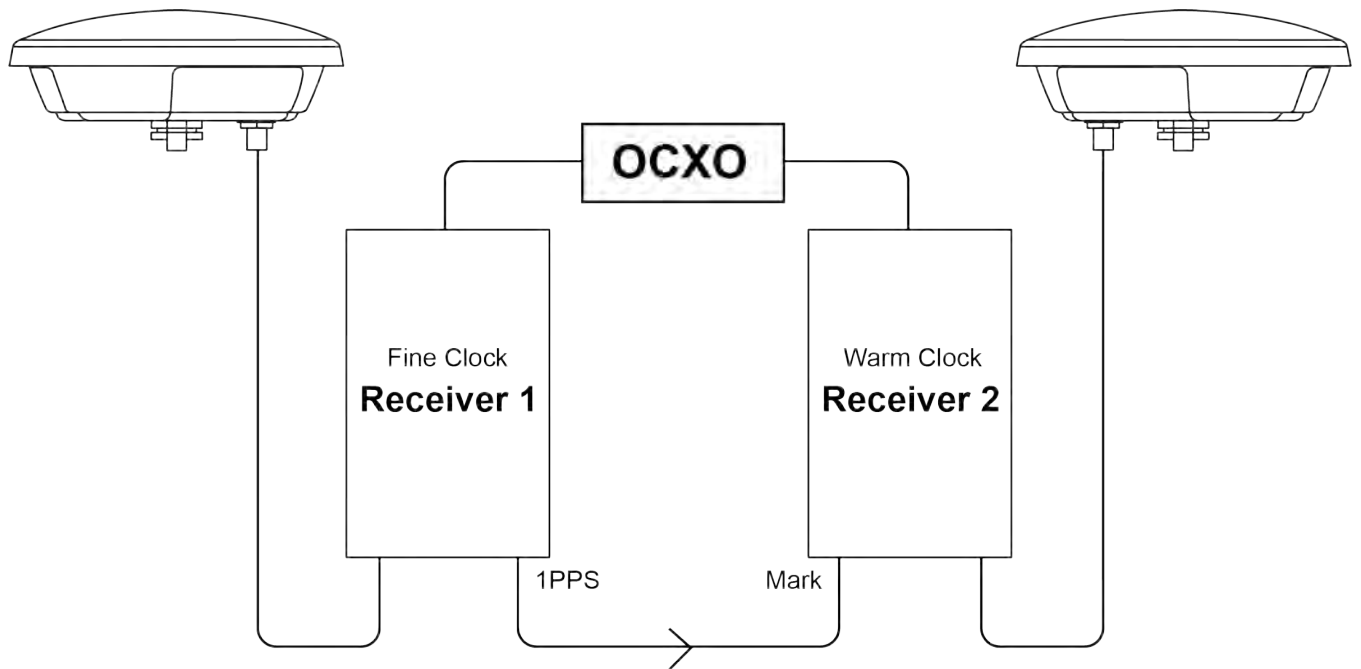 OCXO
Fine Clock
Receiver 1
Warm Clock
Receiver 2
1PPS
Mark